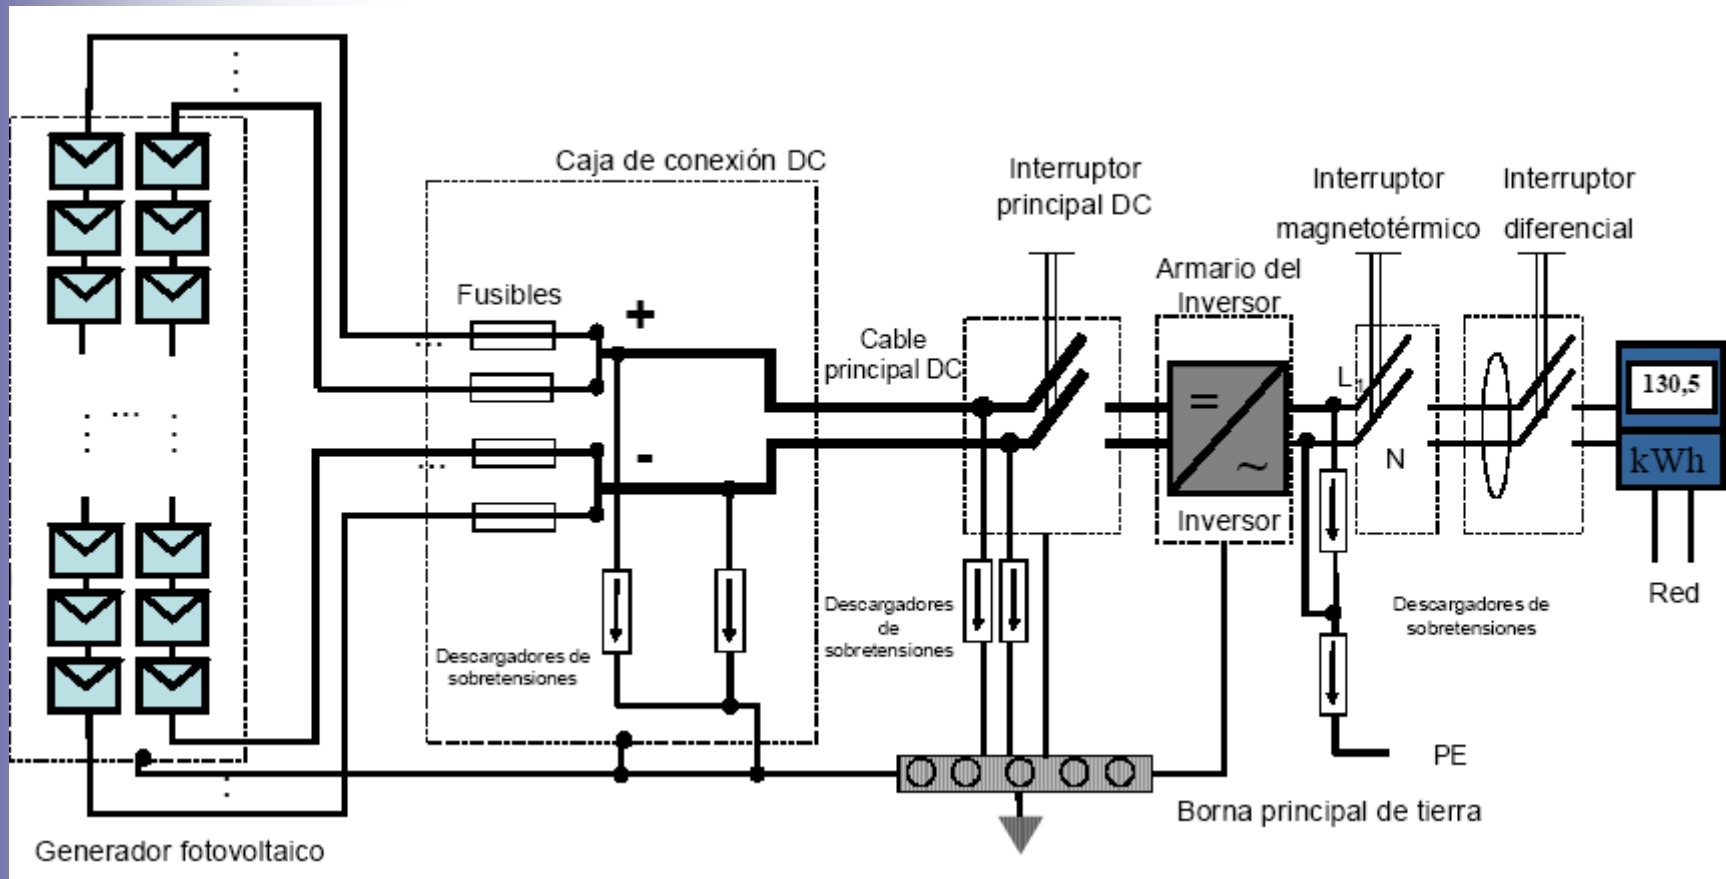 Caja de conexión DC
Interruptor
principal DC
Interruptor
magnetotérmico
Interruptor
diferencial
Armario del
Inversor
Fusibles
+
Cable
principal DC
L1
130,5
-
=
~
N
kWh
Inversor
Red
Descargadores
de
sobretensiones
Descargadores de
sobretensiones
Descargadores de
sobretensiones
PE
Borna principal de tierra
Generador fotovoltaico